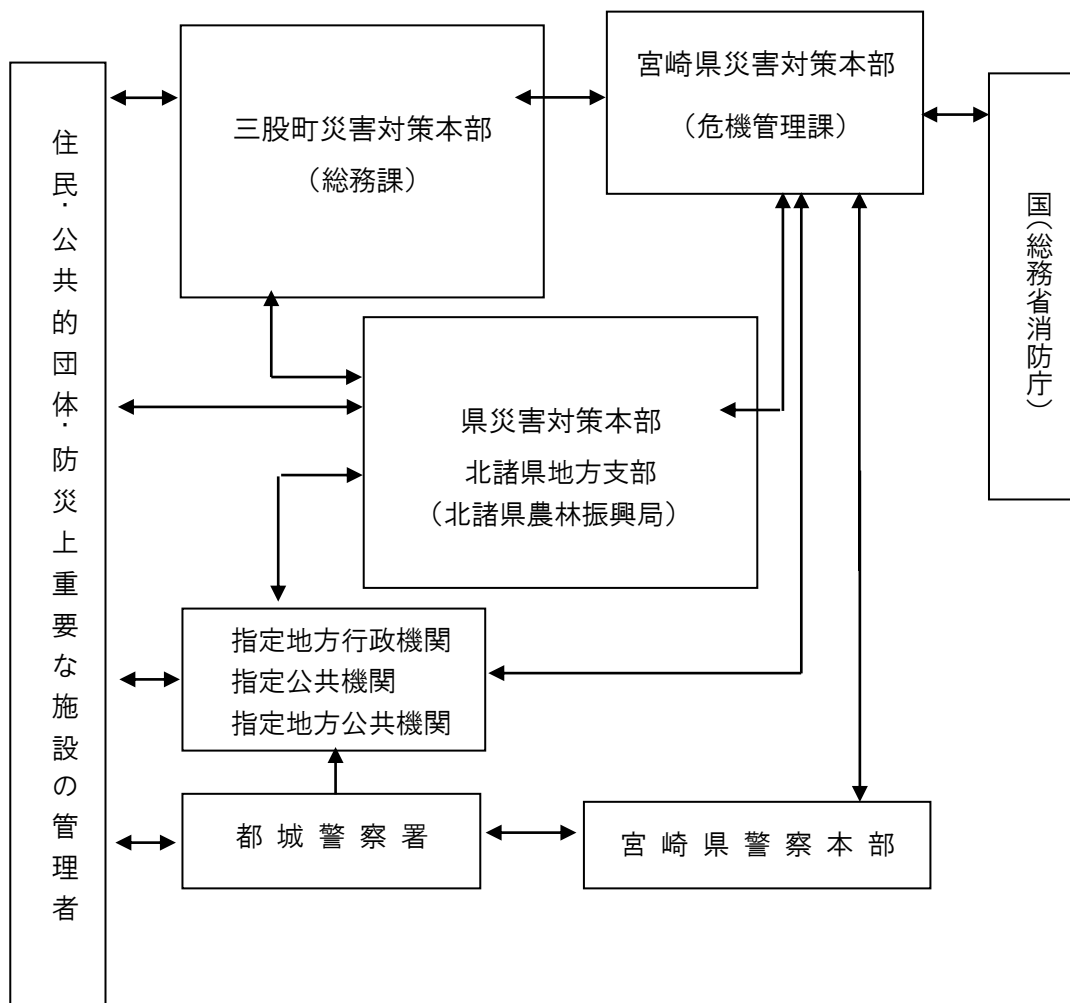 住民・公共的団体・防災上重要な施設の管理者
三股町災害対策本部
（総務課）
宮崎県災害対策本部
（危機管理課）
国（総務省消防庁）
県災害対策本部
北諸県地方支部
（北諸県農林振興局）
指定地方行政機関
指定公共機関
指定地方公共機関
都城警察署
宮崎県警察本部